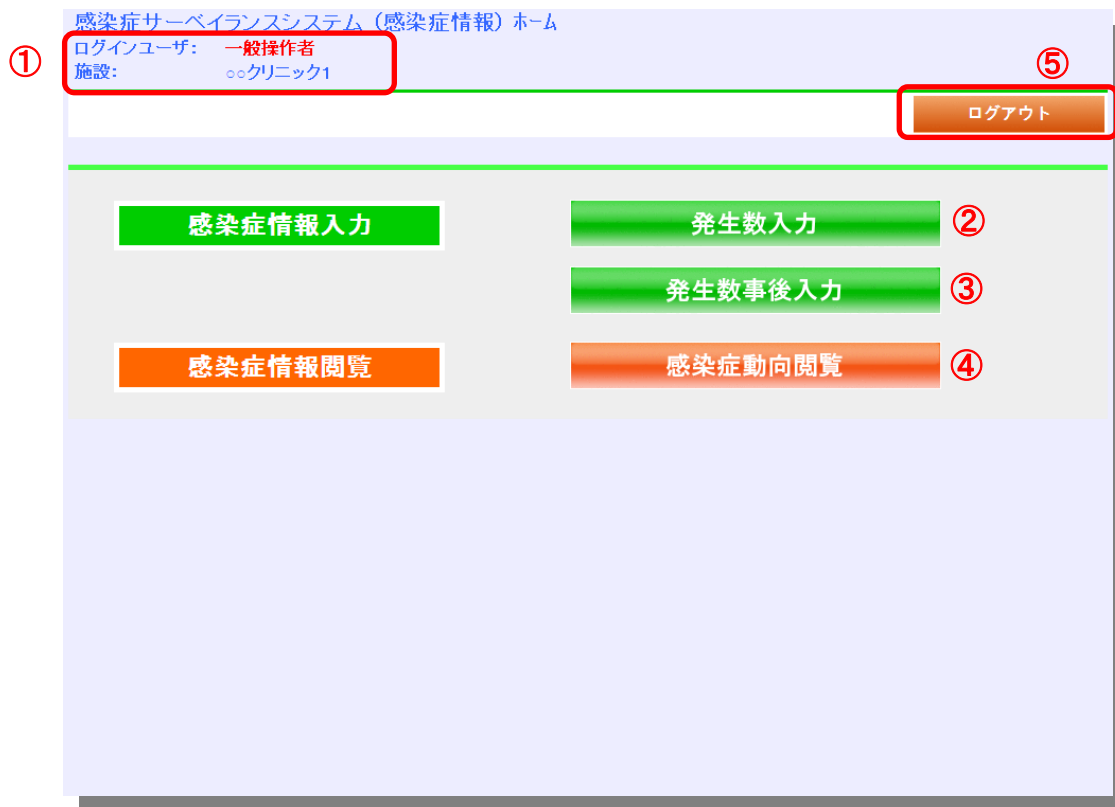 感染症サーベイランスシステム（感染症情報）ホーム
① ログインユーザ： 一般操作者
施設： ○○クリニック1
⑤
ログアウト
感染症情報入力 発生数入力 ②
発生数事後入力 ③
感染症情報閲覧 感染症動向閲覧 ④